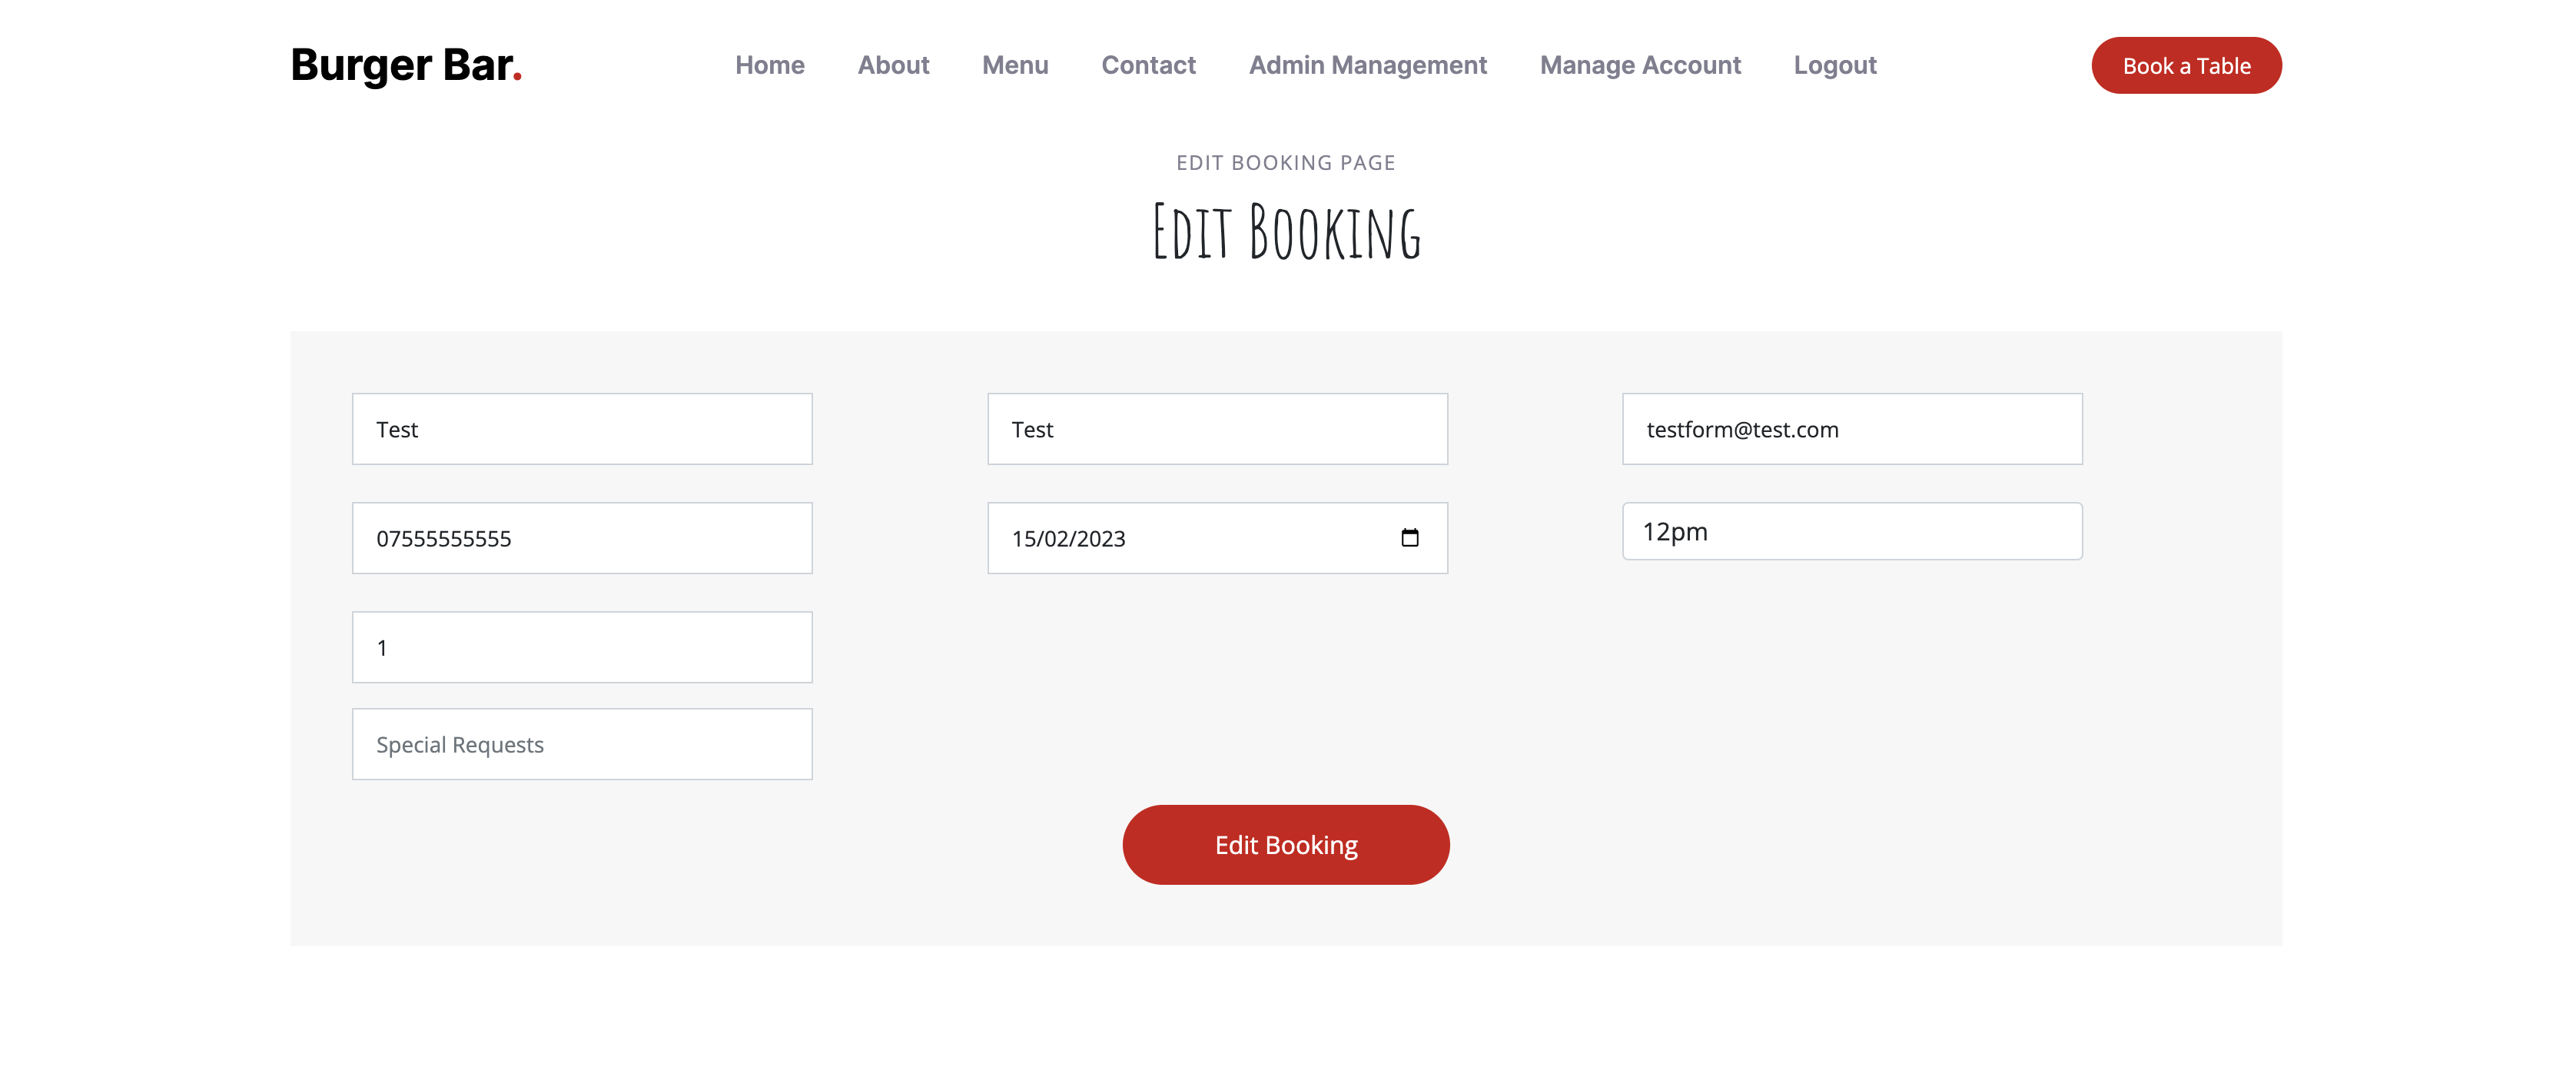 Burger Bar.
Home
About
Menu
Contact
Admin Management
Manage Account
Logout
Book a Table
EDIT BOOKING PAGE
EDIT BOOKING
Test
Test
testform@test.com
07555555555
15/02/2023
12pm
1
Special Requests
Edit Booking